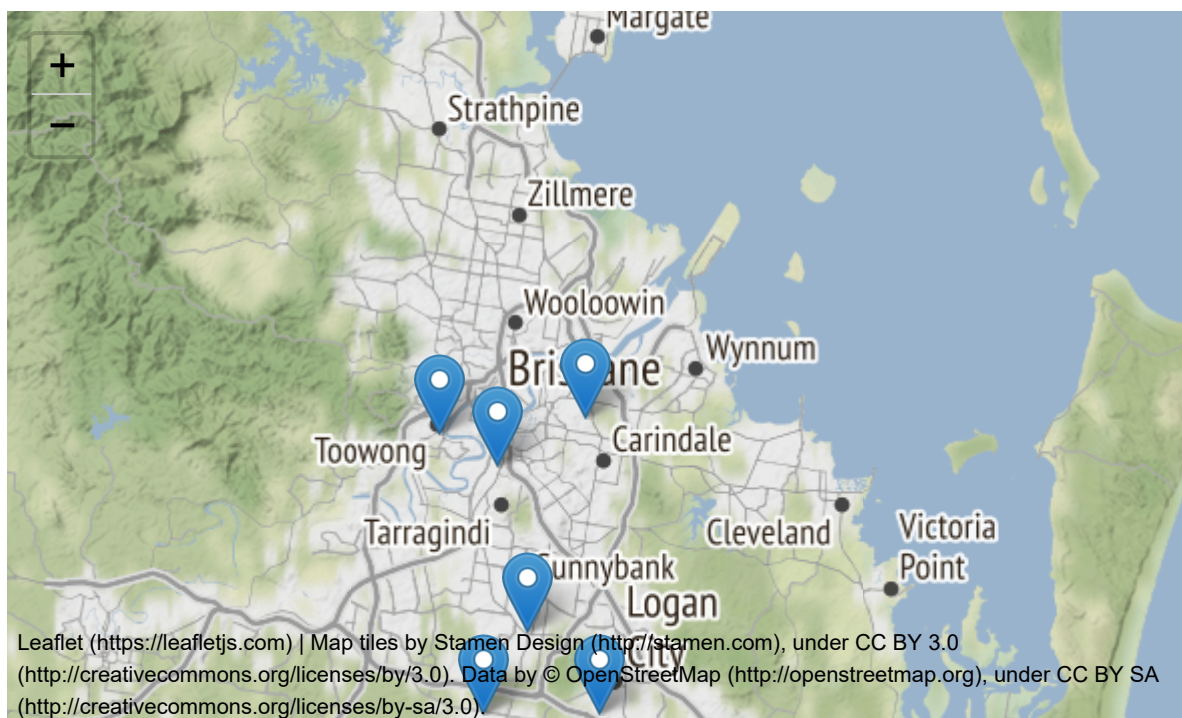 Margate
+
Strathpine
−
Zillmere
Wooloowin
Wynnum
Brisbane
Carindale
Toowong
Tarragindi
Cleveland
Victoria
Point
Sunnybank
Logan
City
Leaflet (https://leafletjs.com) | Map tiles by Stamen Design (http://stamen.com), under CC BY 3.0
(http://creativecommons.org/licenses/by/3.0). Data by © OpenStreetMap (http://openstreetmap.org), under CC BY SA
(http://creativecommons.org/licenses/by-sa/3.0).